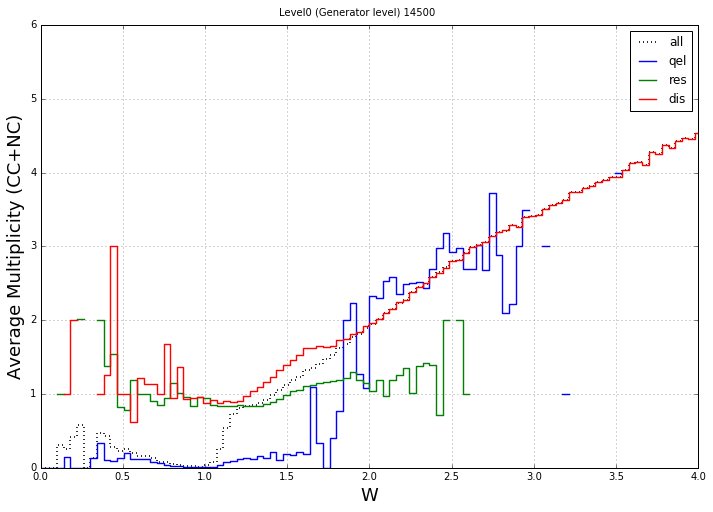 Level0 (Generator level) 14500
all
qel
res
dis
Average Multiplicity (CC+NC)
6
5
4
3
2
1
0
0.0 0.5 1.0 1.5 2.0 2.5 3.0 3.5 4.0
W